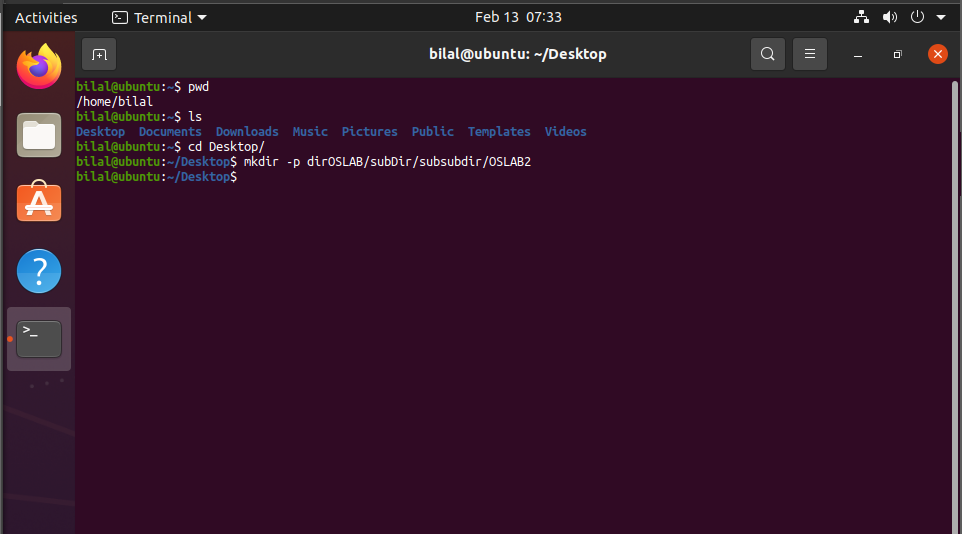 Activities Terminal Feb 13 07:33
bilal@ubuntu: ~/Desktop
bilal@ubuntu:~$ pwd
/home/bilal
bilal@ubuntu:~$ ls
Desktop Documents Downloads Music Pictures Public Templates Videos
bilal@ubuntu:~$ cd Desktop/
bilal@ubuntu:~/Desktop$ mkdir -p dirOSLAB/subDir/subsubdir/OSLAB2
bilal@ubuntu:~/Desktop$